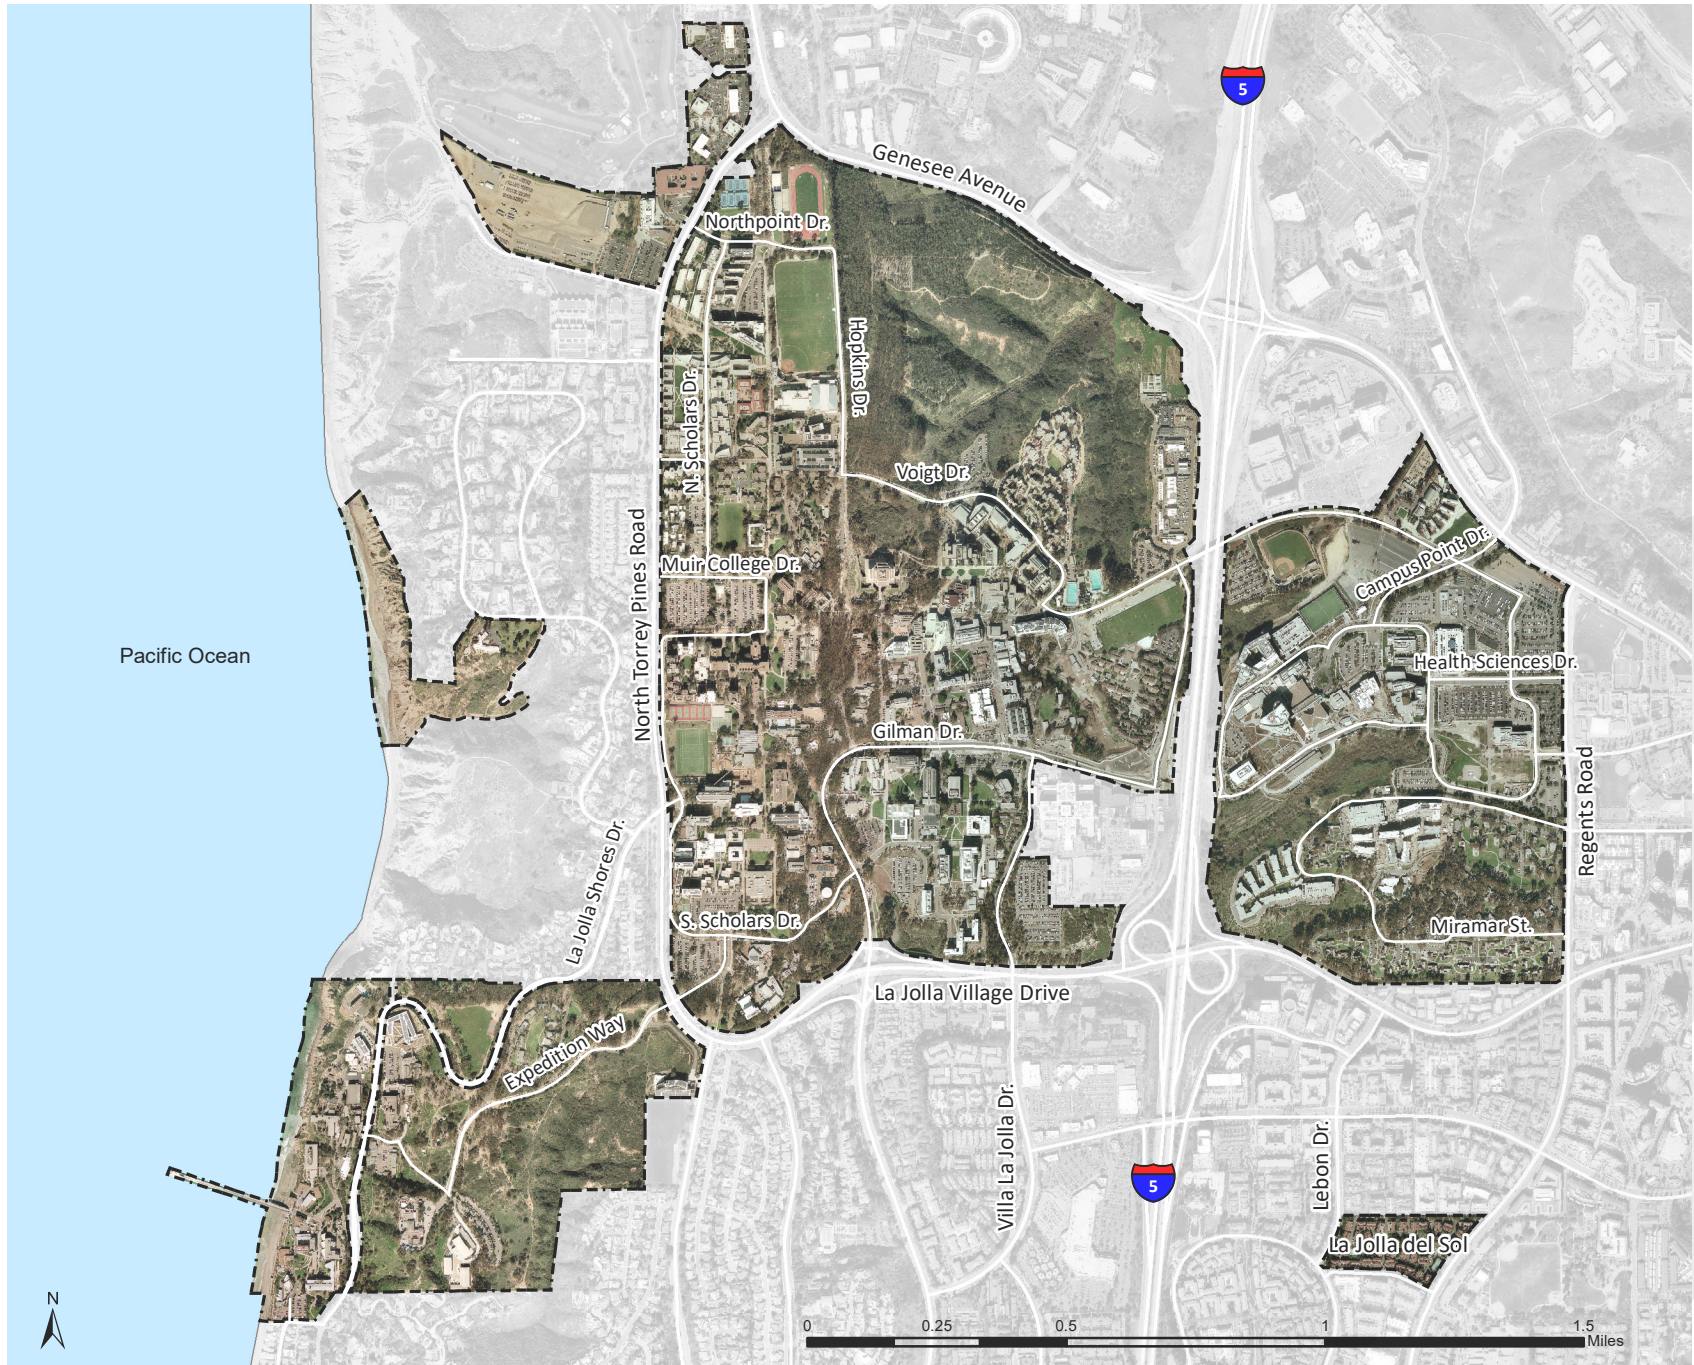 5
Genesee Avenue
Northpoint Dr.
Hopkins Dr.
N. Scholars Dr.
Voigt Dr.
Muir College Dr.
Campus Point Dr.
North Torrey Pines Road
Pacific Ocean
Health Sciences Dr.
Gilman Dr.
Regents Road
La Jolla Shores Dr.
S. Scholars Dr.
Miramar St.
La Jolla Village Drive
Expedition Way
Villa La Jolla Dr.
Lebon Dr.
5
La Jolla del Sol
N
0 0.25 0.5 1 1.5
Miles